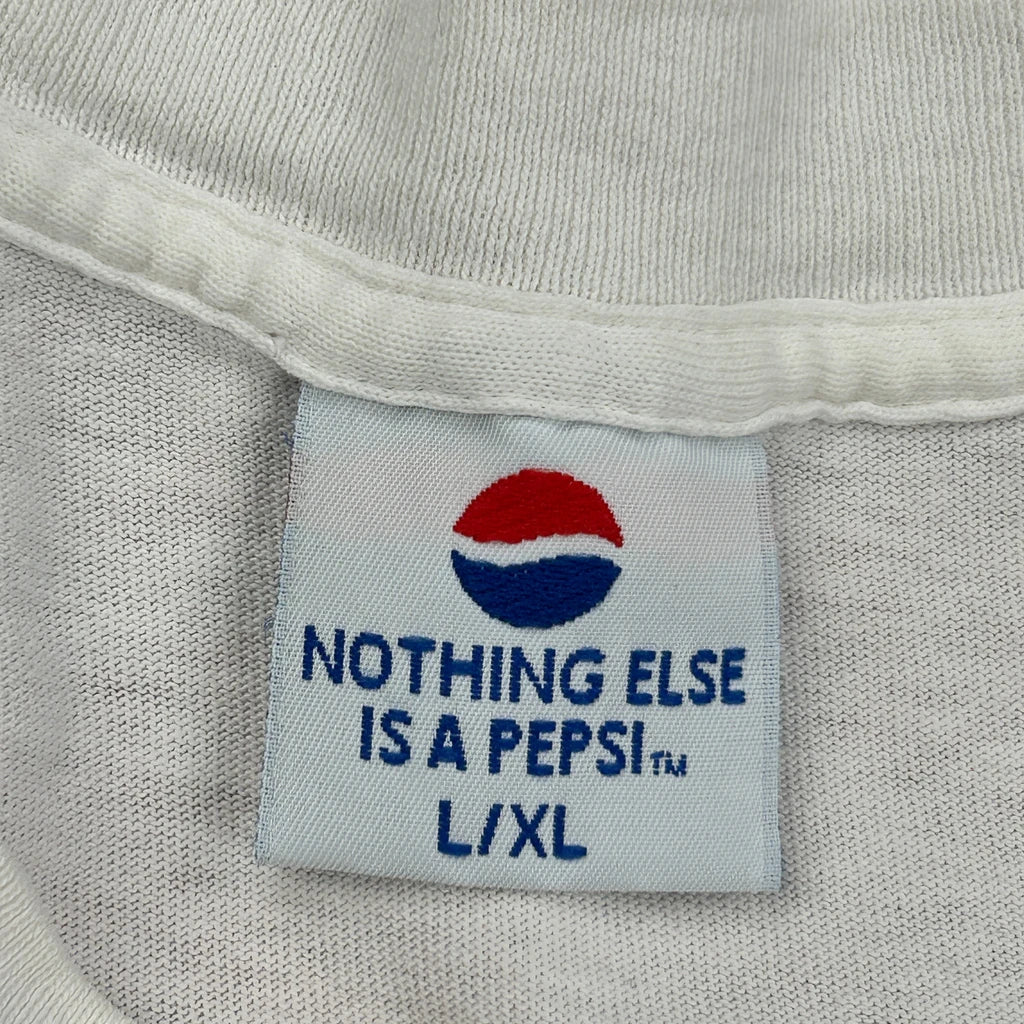 NOTHING ELSE
IS A PEPSI™
L/XL